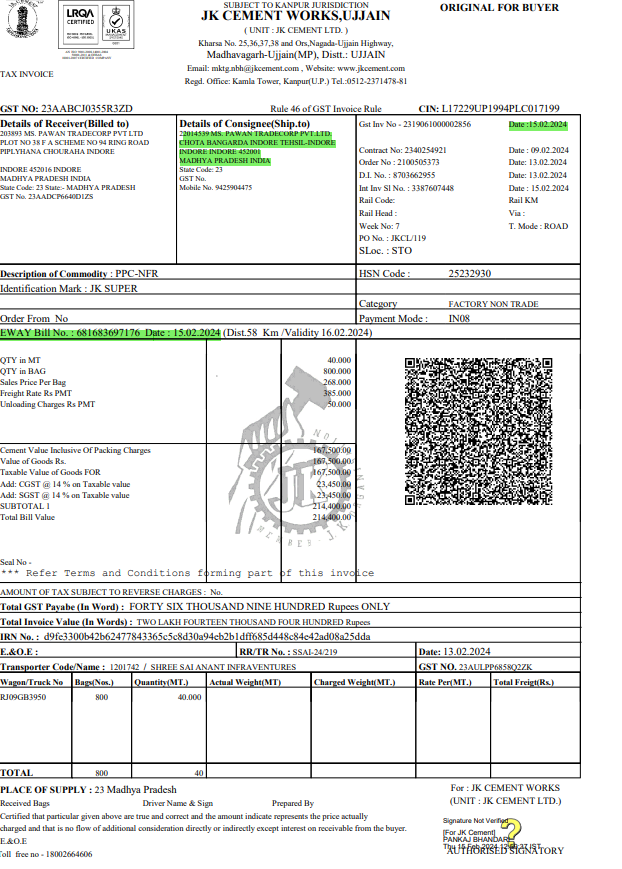 LRQA
CERTIFIED
UKAS
SUBJECT TO KANPUR JURISDICTION
ORIGINAL FOR BUYER
JK CEMENT WORKS,UJJAIN
( UNIT : JK CEMENT LTD. )
Kharsa No. 25,36,37,38 and Ors,Nagada-Ujjain Highway,
Madhavagarh-Ujjain(MP), Distt.: UJJAIN
Email: mktg.nbh@jkcement.com , Website: www.jkcement.com
TAX INVOICE
Regd. Office: Kamla Tower, Kanpur(U.P.) Tel.:0512-2371478-81
GST NO: 23AABCJ0355R3ZD Rule 46 of GST Invoice Rule CIN: L17229UP1994PLC017199
Details of Receiver(Billed to)
203893 MS. PAWAN TRADECORP PVT LTD
PLOT NO 38 F A SCHEME NO 94 RING ROAD
PIPLYHANA CHOURAHA INDORE
INDORE 452016 INDORE
MADHYA PRADESH INDIA
State Code: 23 State:- MADHYA PRADESH
GST No. 23AADCP6640D1ZS
Details of Consignee(Ship.to)
22014539 MS. PAWAN TRADECORP PVT.LTD.
CHOTA BANGARDA INDORE TEHSIL-INDORE
INDORE INDORE 452001
MADHYA PRADESH INDIA
State Code: 23
GST No.
Mobile No. 9425904475
Gst Inv No - 2319061000002856 Date :15.02.2024
Contract No: 2340254921 Date : 09.02.2024
Order No : 2100505373 Date: 13.02.2024
D.I. No. : 8703662955 Date: 13.02.2024
Int Inv Sl No. : 3387607448 Date : 15.02.2024
Rail Code: Rail KM
Rail Head : Via :
Week No: 7 T. Mode : ROAD
PO No. : JKCL/119
SLoc. : STO
Description of Commodity : PPC-NFR HSN Code : 25232930
Identification Mark : JK SUPER
Category FACTORY NON TRADE
Order From No Payment Mode : IN08
EWAY Bill No. : 681683697176 Date : 15.02.2024 (Dist.58 Km /Validity 16.02.2024)
QTY in MT 40.000
QTY in BAG 800.000
Sales Price Per Bag 268.000
Freight Rate Rs PMT 385.000
Unloading Charges Rs PMT 50.000
Cement Value Inclusive Of Packing Charges 167,500.00
Value of Goods Rs. 167,500.00
Taxable Value of Goods FOR 167,500.00
Add: CGST @ 14 % on Taxable value 23,450.00
Add: SGST @ 14 % on Taxable value 23,450.00
SUBTOTAL 1 214,400.00
Total Bill Value 214,400.00
Seal No -
*** Refer Terms and Conditions forming part of this invoice
AMOUNT OF TAX SUBJECT TO REVERSE CHARGES : No.
Total GST Payabe (In Word) : FORTY SIX THOUSAND NINE HUNDRED Rupees ONLY
Total Invoice Value (In Words) : TWO LAKH FOURTEEN THOUSAND FOUR HUNDRED Rupees
IRN No. : d9fe3300b42b62477843365c5c8d30a94eb2b1dff685d448c84e42ad08a25dda
E.&O.E : RR/TR No. : SSAI-24/219 Date: 13.02.2024
Transporter Code/Name : 1201742 / SHREE SAI ANANT INFRAVENTURES GST NO. 23AULPP6858Q2ZK
Wagon/Truck No Bags(Nos.) Quantity(MT.) Actual Weight(MT) Charged Weight(MT.) Rate Per(MT.) Total Freigt(Rs.)
RJ09GB3950 800 40.000
TOTAL 800 40
PLACE OF SUPPLY : 23 Madhya Pradesh
Received Bags Driver Name & Sign Prepared By
Certified that particular given above are true and correct and the amount indicate represents the price actually
charged and that is no flow of additional consideration directly or indirectly except interest on receivable from the buyer.
E.&O.E
Toll free no - 18002664606
For : JK CEMENT WORKS
(UNIT : JK CEMENT LTD.)
Signature Not Verified
[For JK Cement]
PANKAJ BHANDARI
Thu 15 Feb 2024
AUTHORISED SIGNATORY